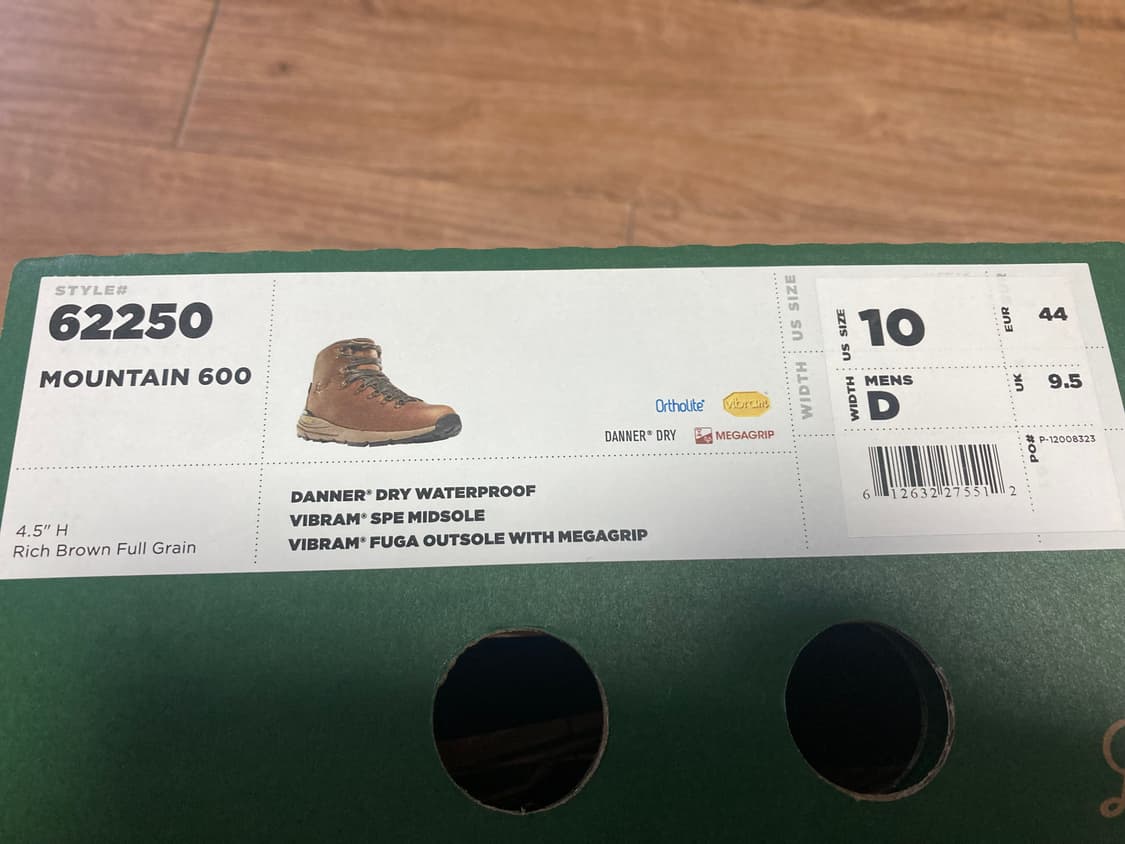 STYLE#
62250
MOUNTAIN 600
4.5" H
Rich Brown Full Grain
Ortholite®
vibram
DANNER® DRY
MEGAGRIP
DANNER® DRY WATERPROOF
VIBRAM® SPE MIDSOLE
VIBRAM® FUGA OUTSOLE WITH MEGAGRIP
US SIZE
WIDTH
US SIZE
10
EUR
44
WIDTH
MENS
D
UK
9.5
PO#
P-12008323
6 12632 27551 2